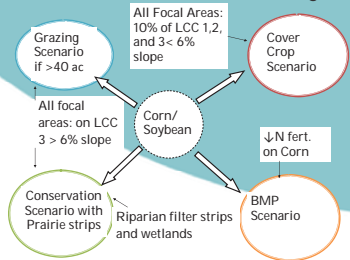 All Focal Areas:
10% of LCC 1,2,
and 3< 6%
slope
Grazing
Scenario
if >40 ac
Cover
Crop
Scenario
All focal
areas: on LCC
3 > 6% slope
Corn/
Soybean
↓N fert.
on Corn
Conservation
Scenario with
Prairie strips
Riparian filter strips
and wetlands
BMP
Scenario